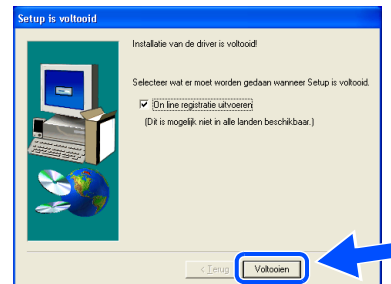 Setup is voltooid
Installatie van de driver is voltooid!
Selecteer wat er moet worden gedaan wanneer Setup is voltooid.
On line registratie uitvoeren
(Dit is mogelijk niet in alle landen beschikbaar.)
< Terug
Voltooien